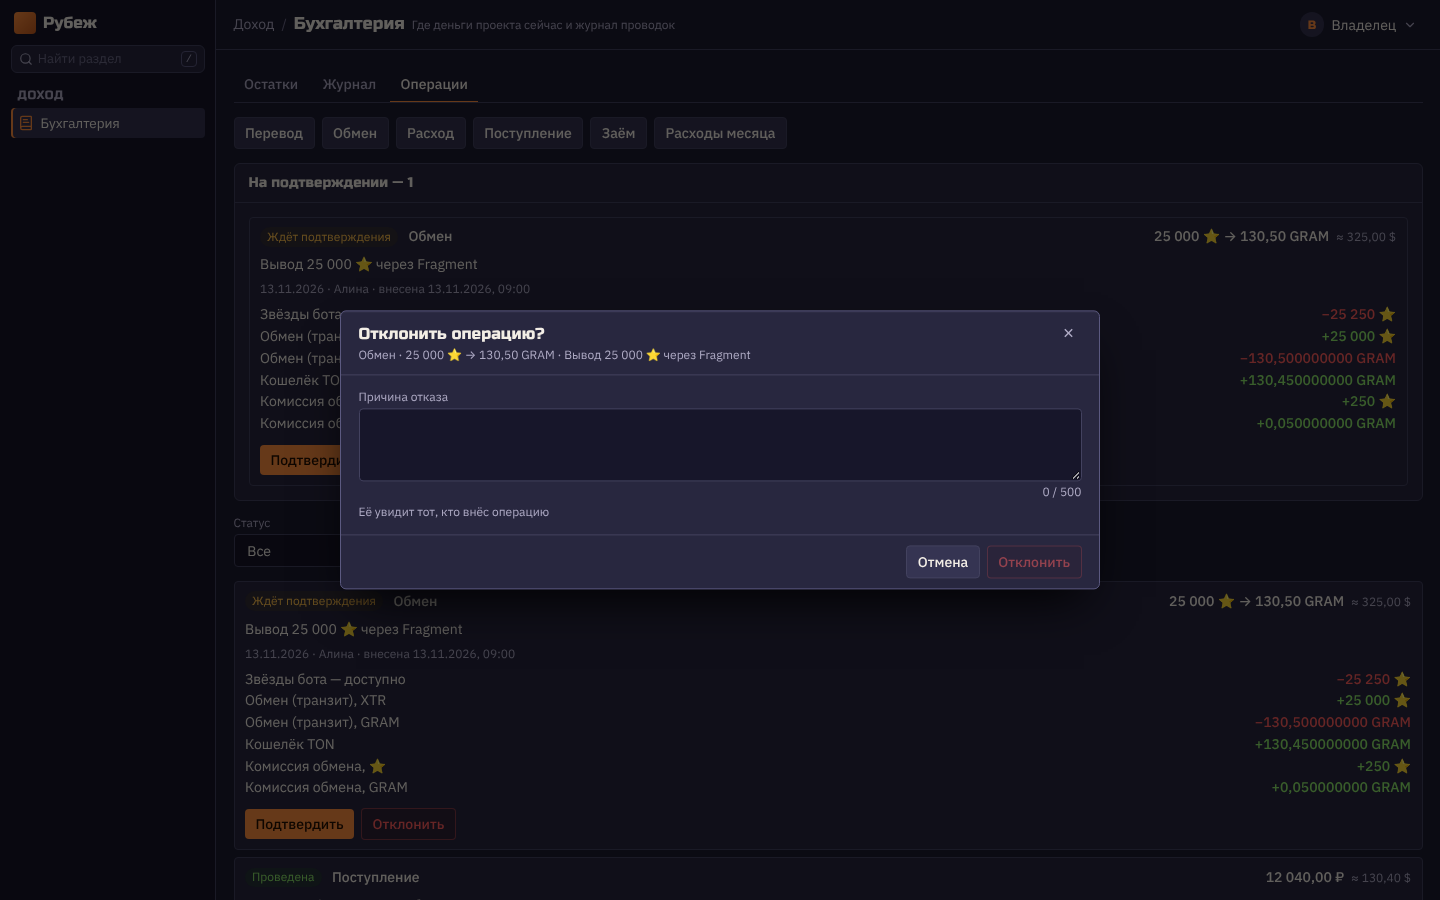 Рубеж
Найти раздел /
ДОХОД
Бухгалтерия
Доход / Бухгалтерия Где деньги проекта сейчас и журнал проводок
В Владелец
Остатки Журнал Операции
Перевод Обмен Расход Поступление Заём Расходы месяца
На подтверждении — 1
Ждёт подтверждения Обмен 25 000 ⭐ → 130,50 GRAM ≈ 325,00 $
Вывод 25 000 ⭐ через Fragment
13.11.2026 · Алина · внесена 13.11.2026, 09:00
Звёзды бота −25 250 ⭐
Обмен (тран +25 000 ⭐
Обмен (тран −130,500000000 GRAM
Кошелёк TO +130,450000000 GRAM
Комиссия об +250 ⭐
Комиссия об +0,050000000 GRAM
Подтверди
Отклонить операцию? ×
Обмен · 25 000 ⭐ → 130,50 GRAM · Вывод 25 000 ⭐ через Fragment
Причина отказа
0 / 500
Её увидит тот, кто внёс операцию
Отмена Отклонить
Статус
Все
Ждёт подтверждения Обмен 25 000 ⭐ → 130,50 GRAM ≈ 325,00 $
Вывод 25 000 ⭐ через Fragment
13.11.2026 · Алина · внесена 13.11.2026, 09:00
Звёзды бота — доступно −25 250 ⭐
Обмен (транзит), XTR +25 000 ⭐
Обмен (транзит), GRAM −130,500000000 GRAM
Кошелёк TON +130,450000000 GRAM
Комиссия обмена, ⭐ +250 ⭐
Комиссия обмена, GRAM +0,050000000 GRAM
Подтвердить Отклонить
Проведена Поступление 12 040,00 ₽ ≈ 130,40 $